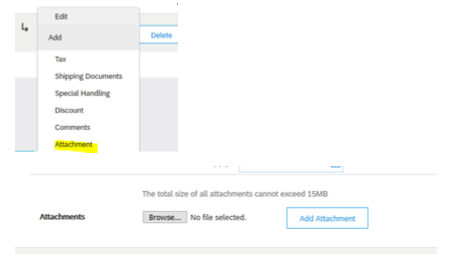 Edit
Add
Delete
Tax
Shipping Documents
Special Handling
Discount
Comments
Attachment
The total size of all attachments cannot exceed 15MB
Attachments
Browse... No file selected.
Add Attachment